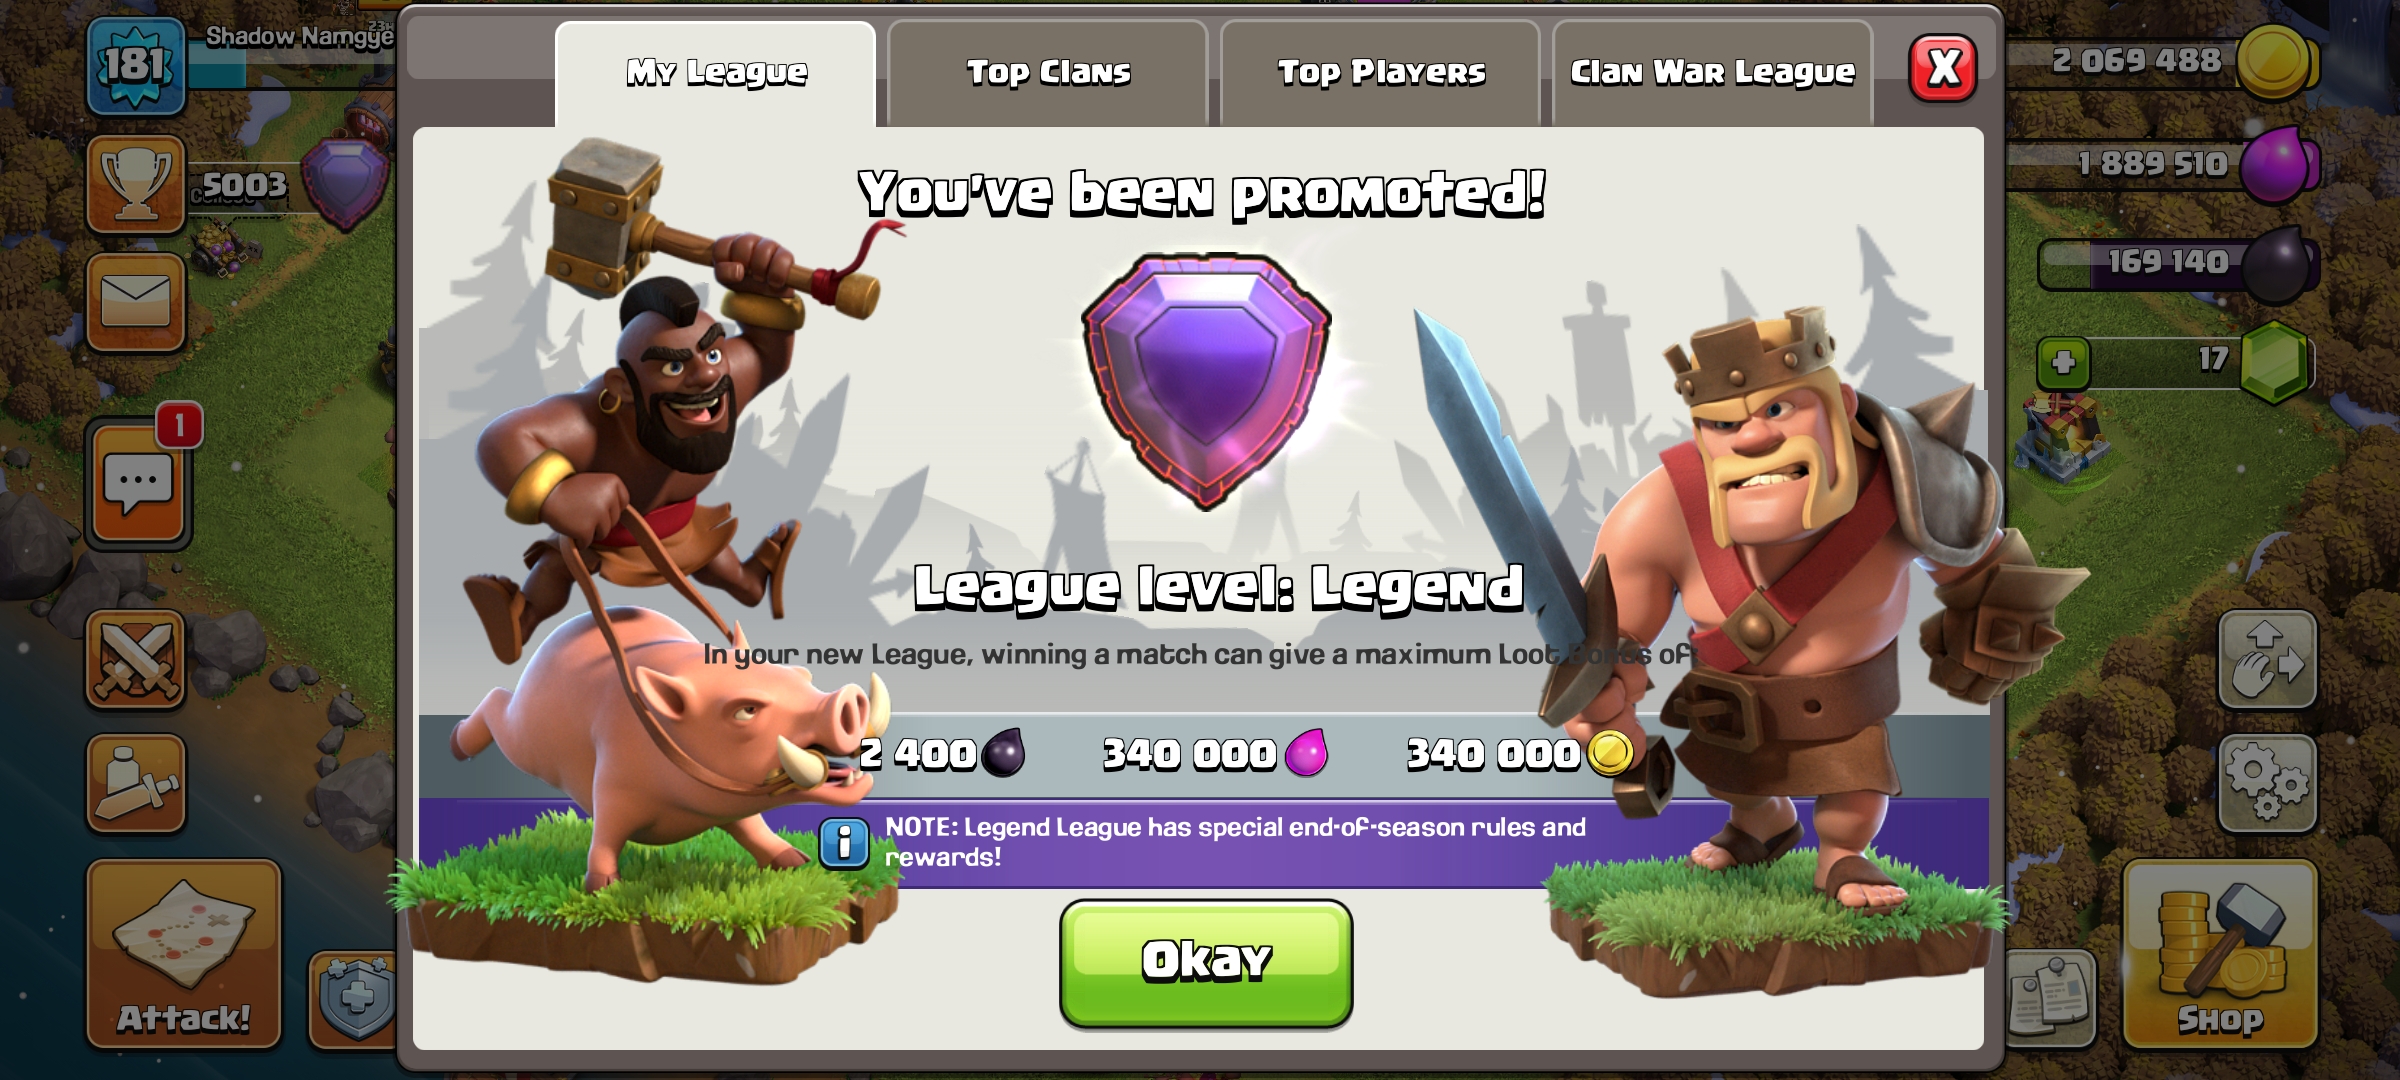 181
Shadow Namgye
5003
1
Attack!
My League
Top Clans
Top Players
Clan War League
X
You've been promoted!
League level: Legend
In your new League, winning a match can give a maximum Loot Bonus of:
2 400
340 000
340 000
NOTE: Legend League has special end-of-season rules and
rewards!
Okay
2 069 488
1 889 510
169 140
17
Shop